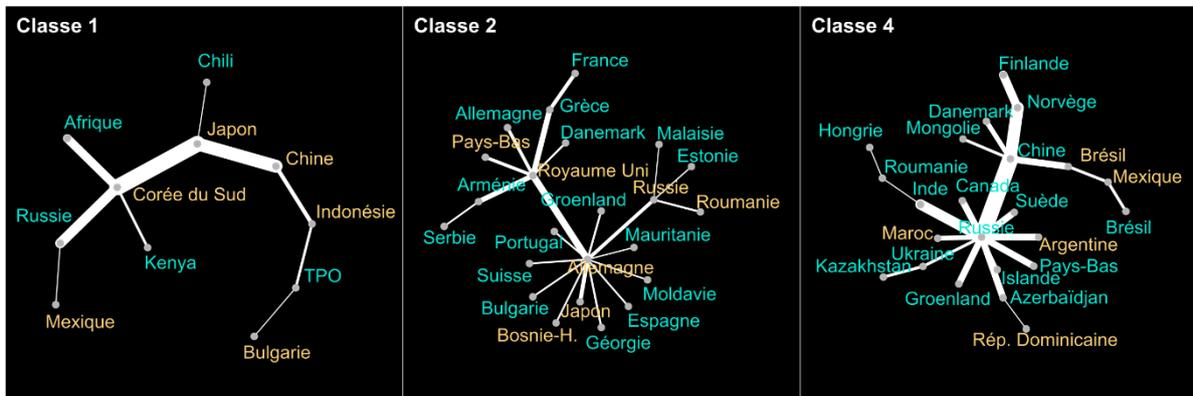 Classe 1
Chili
Afrique
Japon
Chine
Corée du Sud
Indonésie
Russie
Kenya
TPO
Mexique
Bulgarie
Classe 2
France
Grèce
Allemagne
Danemark
Malaisie
Pays-Bas
Estonie
Royaume Uni
Arménie
Russie
Groenland
Roumanie
Serbie
Portugal
Mauritanie
Allemagne
Suisse
Moldavie
Bulgarie
Japon
Espagne
Bosnie-H.
Géorgie
Classe 4
Finlande
Norvège
Danemark
Hongrie
Mongolie
Chine
Brésil
Roumanie
Mexique
Inde
Canada
Suède
Russie
Brésil
Maroc
Argentine
Ukraine
Kazakhstan
Pays-Bas
Islande
Groenland
Azerbaïdjan
Rép. Dominicaine